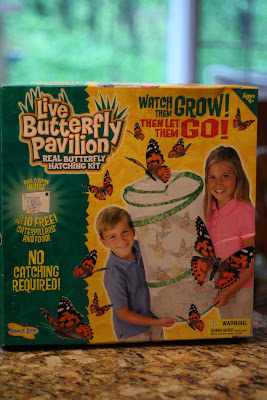 Live
Butterfly
Pavilion
REAL BUTTERFLY
HATCHING KIT
WATCH THEM GROW!
THEN LET THEM GO!
10 FREE!
CATERPILLARS
AND FOOD!
NO
CATCHING
REQUIRED!
WARNING: